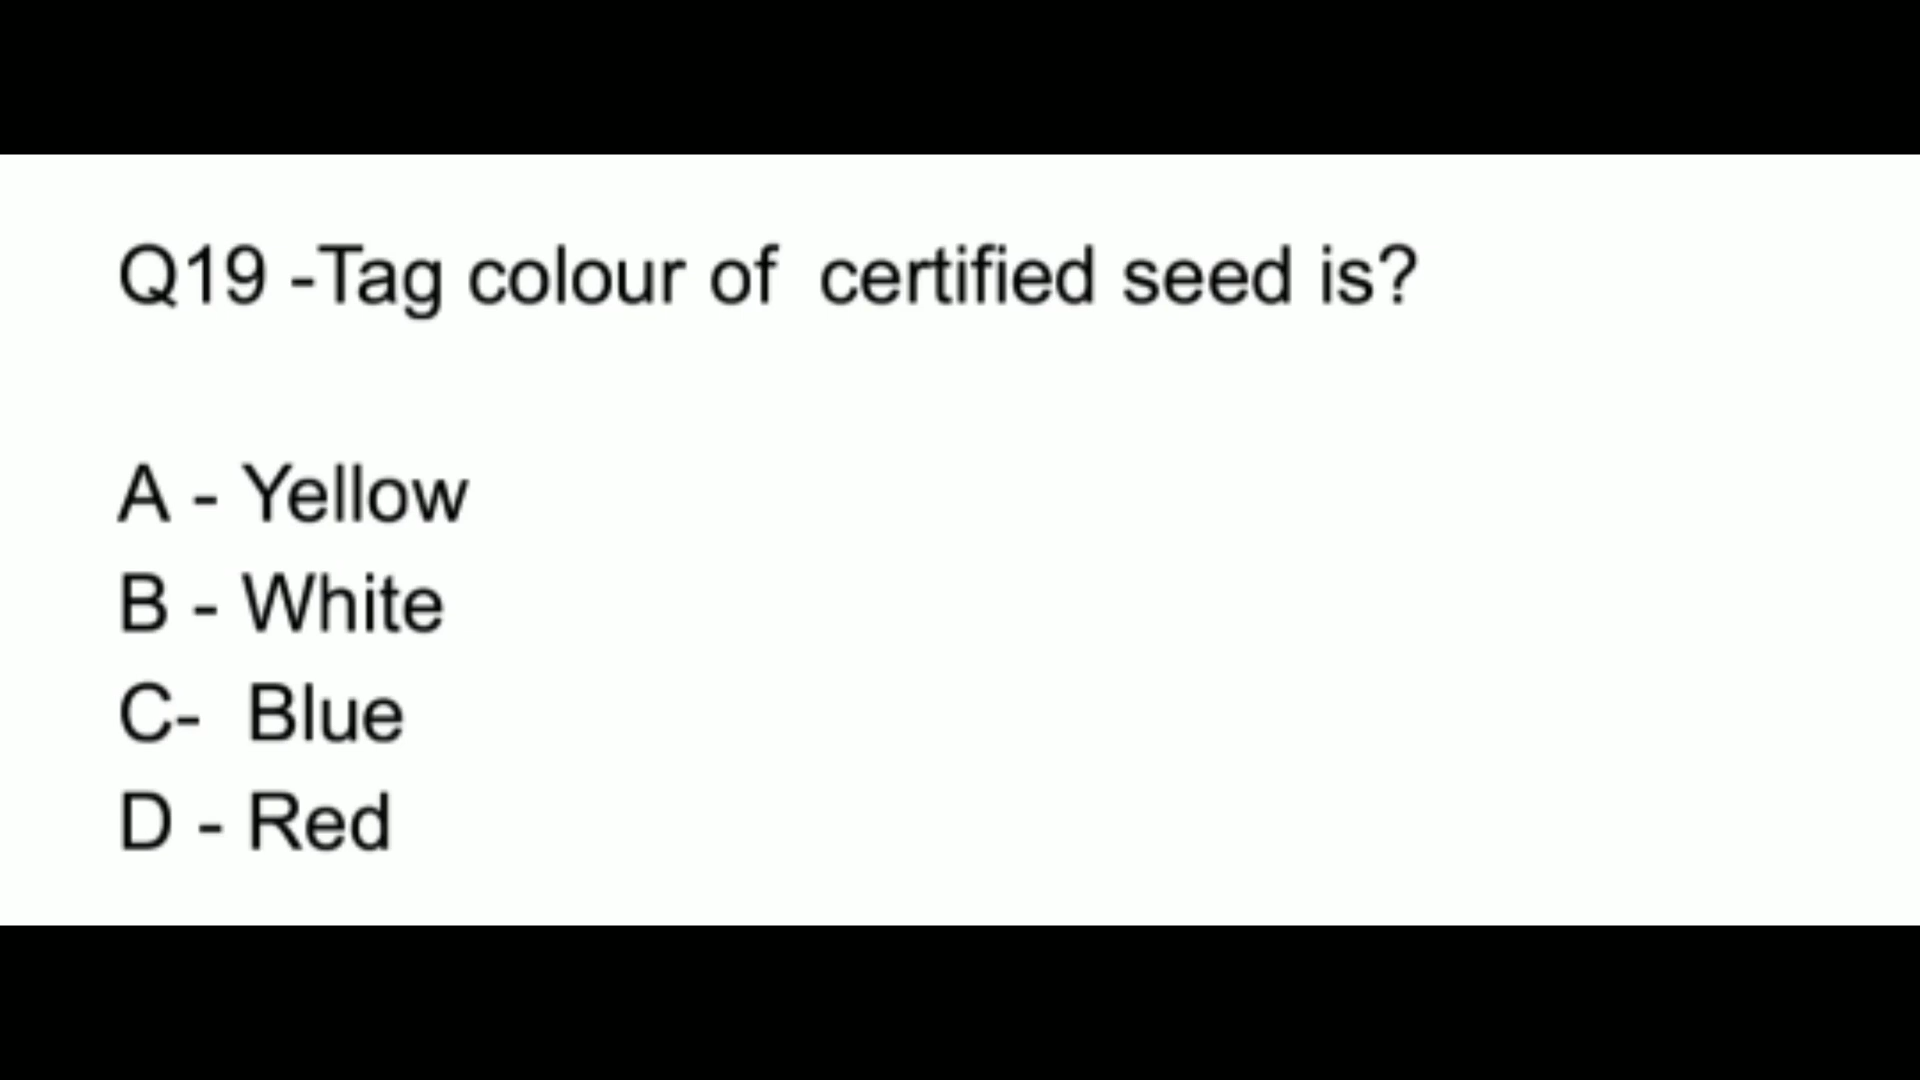 Q19 -Tag colour of  certified seed is?
A - Yellow
B - White
C-  Blue
D - Red